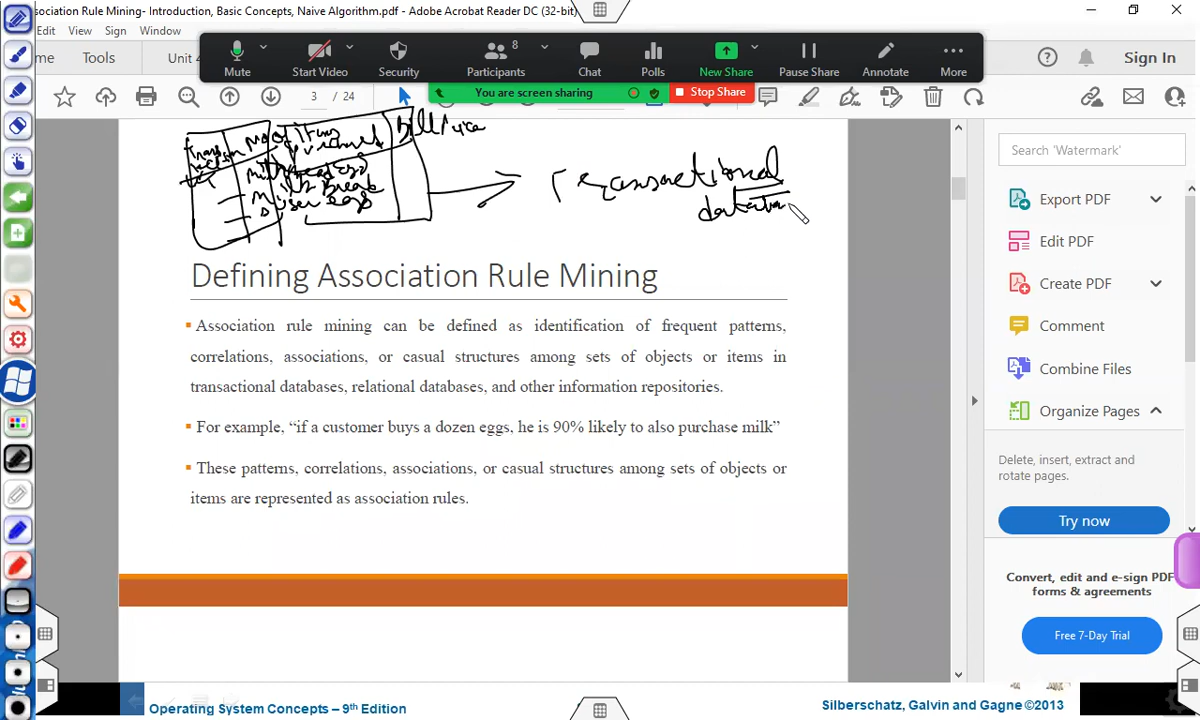 ssociation Rule Mining- Introduction, Basic Concepts, Naive Algorithm.pdf - Adobe Acrobat Reader DC (32-bit)
Edit View Sign Window
me Tools Unit 4
Mute Start Video Security Participants 8 Chat Polls New Share Pause Share Annotate More
Sign In
You are screen sharing Stop Share
3 / 24
Search 'Watermark'
transactional
Export PDF
Edit PDF
Defining Association Rule Mining
Create PDF
Association rule mining can be defined as identification of frequent patterns,
correlations, associations, or casual structures among sets of objects or items in
transactional databases, relational databases, and other information repositories.
For example, “if a customer buys a dozen eggs, he is 90% likely to also purchase milk”
These patterns, correlations, associations, or casual structures among sets of objects or
items are represented as association rules.
Comment
Combine Files
Organize Pages
Delete, insert, extract and
rotate pages.
Try now
Convert, edit and e-sign PDF
forms & agreements
Free 7-Day Trial
Operating System Concepts – 9th Edition
Silberschatz, Galvin and Gagne ©2013